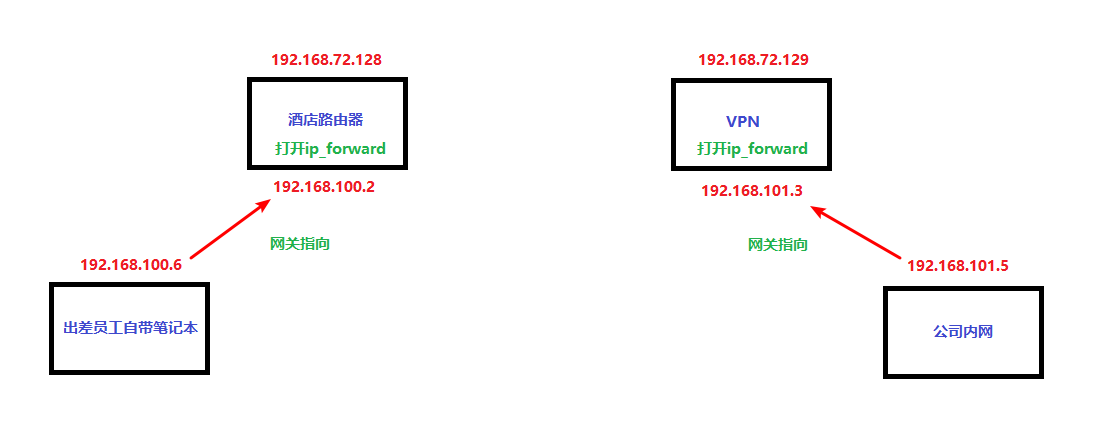 192.168.72.128
酒店路由器
打开ip_forward
192.168.100.2
网关指向
192.168.100.6
出差员工自带笔记本
192.168.72.129
VPN
打开ip_forward
192.168.101.3
网关指向
192.168.101.5
公司内网